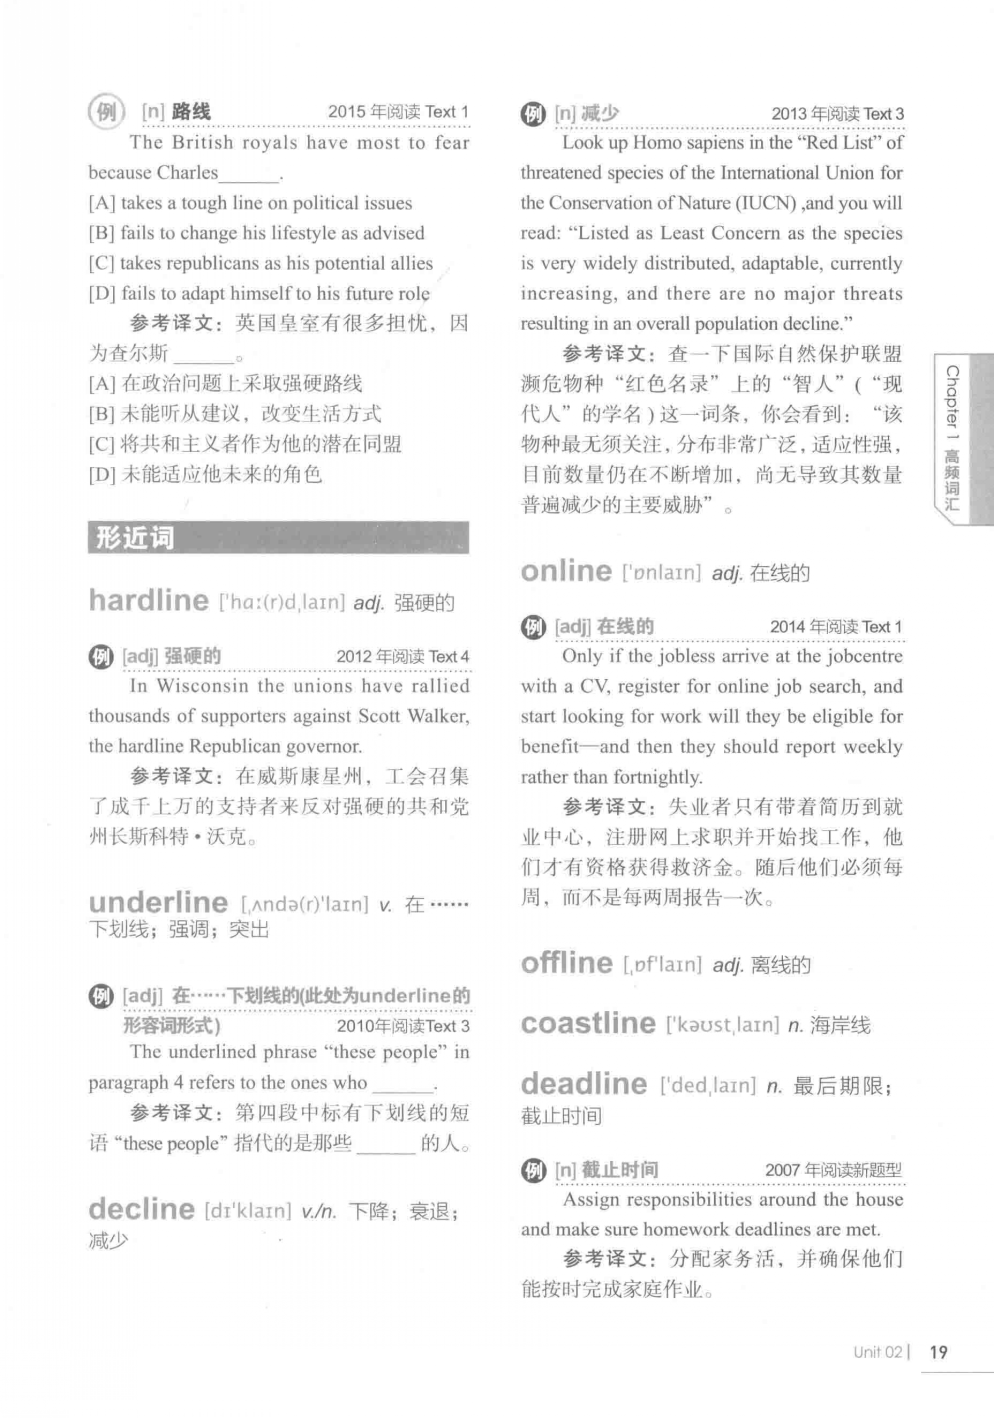 例 [n] 路线 2015 年阅读 Text 1
The British royals have most to fear
because Charles______.
[A] takes a tough line on political issues
[B] fails to change his lifestyle as advised
[C] takes republicans as his potential allies
[D] fails to adapt himself to his future role
参考译文：英国皇室有很多担忧，因
为查尔斯 ______。
[A] 在政治问题上采取强硬路线
[B] 未能听从建议，改变生活方式
[C] 将共和主义者作为他的潜在同盟
[D] 未能适应他未来的角色
形近词
hardline ['hɑ:(r)d,laɪn] adj. 强硬的
例 [adj] 强硬的 2012 年阅读 Text 4
In Wisconsin the unions have rallied
thousands of supporters against Scott Walker,
the hardline Republican governor.
参考译文：在威斯康星州，工会召集
了成千上万的支持者来反对强硬的共和党
州长斯科特·沃克。
underline [,ʌndə(r)'laɪn] v. 在……
下划线；强调；突出
例 [adj] 在……下划线的(此处为underline的
形容词形式) 2010年阅读Text 3
The underlined phrase “these people” in
paragraph 4 refers to the ones who ______.
参考译文：第四段中标有下划线的短
语 “these people” 指代的是那些 ______ 的人。
decline [dɪ'klaɪn] v./n. 下降；衰退；
减少
例 [n] 减少 2013 年阅读 Text 3
Look up Homo sapiens in the “Red List” of
threatened species of the International Union for
the Conservation of Nature (IUCN) ,and you will
read: “Listed as Least Concern as the species
is very widely distributed, adaptable, currently
increasing, and there are no major threats
resulting in an overall population decline.”
参考译文：查一下国际自然保护联盟
濒危物种“红色名录”上的“智人”(“现
代人”的学名 ) 这一词条，你会看到：“该
物种最无须关注，分布非常广泛，适应性强，
目前数量仍在不断增加，尚无导致其数量
普遍减少的主要威胁”。
online ['ɒnlaɪn] adj. 在线的
例 [adj] 在线的 2014 年阅读 Text 1
Only if the jobless arrive at the jobcentre
with a CV, register for online job search, and
start looking for work will they be eligible for
benefit—and then they should report weekly
rather than fortnightly.
参考译文：失业者只有带着简历到就
业中心，注册网上求职并开始找工作，他
们才有资格获得救济金。随后他们必须每
周，而不是每两周报告一次。
offline [,ɒf'laɪn] adj. 离线的
coastline ['kəʊst,laɪn] n. 海岸线
deadline ['ded,laɪn] n. 最后期限；
截止时间
例 [n] 截止时间 2007 年阅读新题型
Assign responsibilities around the house
and make sure homework deadlines are met.
参考译文：分配家务活，并确保他们
能按时完成家庭作业。
Chapter 1 高频词汇
Unit 02 | 19